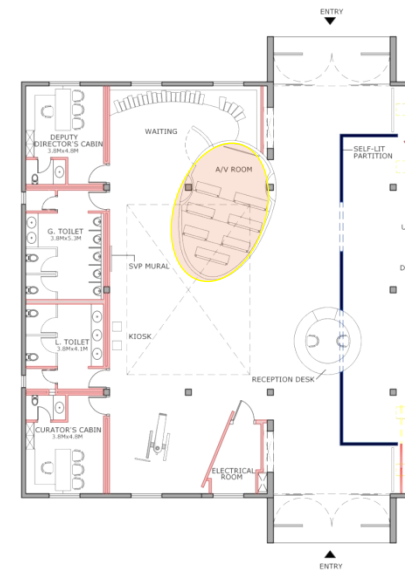 ENTRY
DEPUTY
DIRECTOR'S CABIN
3.8Mx4.8M
WAITING
SELF-LIT
PARTITION
A/V ROOM
G. TOILET
3.8Mx5.3M
SVP MURAL
KIOSK
L. TOILET
3.8Mx4.1M
RECEPTION DESK
CURATOR'S CABIN
3.8Mx4.8M
ELECTRICAL
ROOM
ENTRY